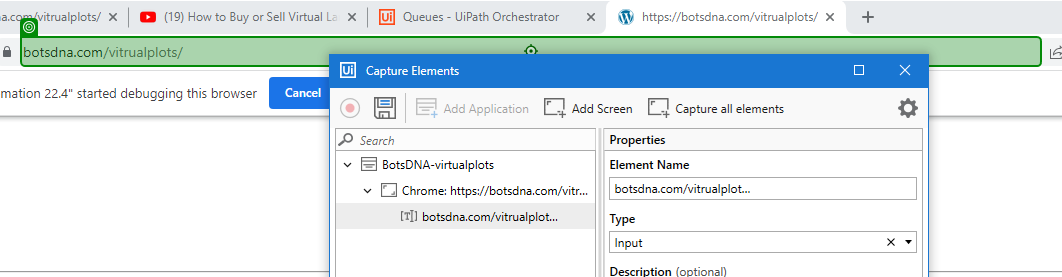 na.com/vitrualplots/
(19) How to Buy or Sell Virtual La
Queues - UiPath Orchestrator
https://botsdna.com/vitrualplots/
botsdna.com/vitrualplots/
Ui Capture Elements
mation 22.4" started debugging this browser
Cancel
Add Application
Add Screen
Capture all elements
Search
Properties
BotsDNA-virtualplots
Element Name
Chrome: https://botsdna.com/vitr...
botsdna.com/vitrualplot...
botsdna.com/vitrualplot...
Type
Input
Description (optional)